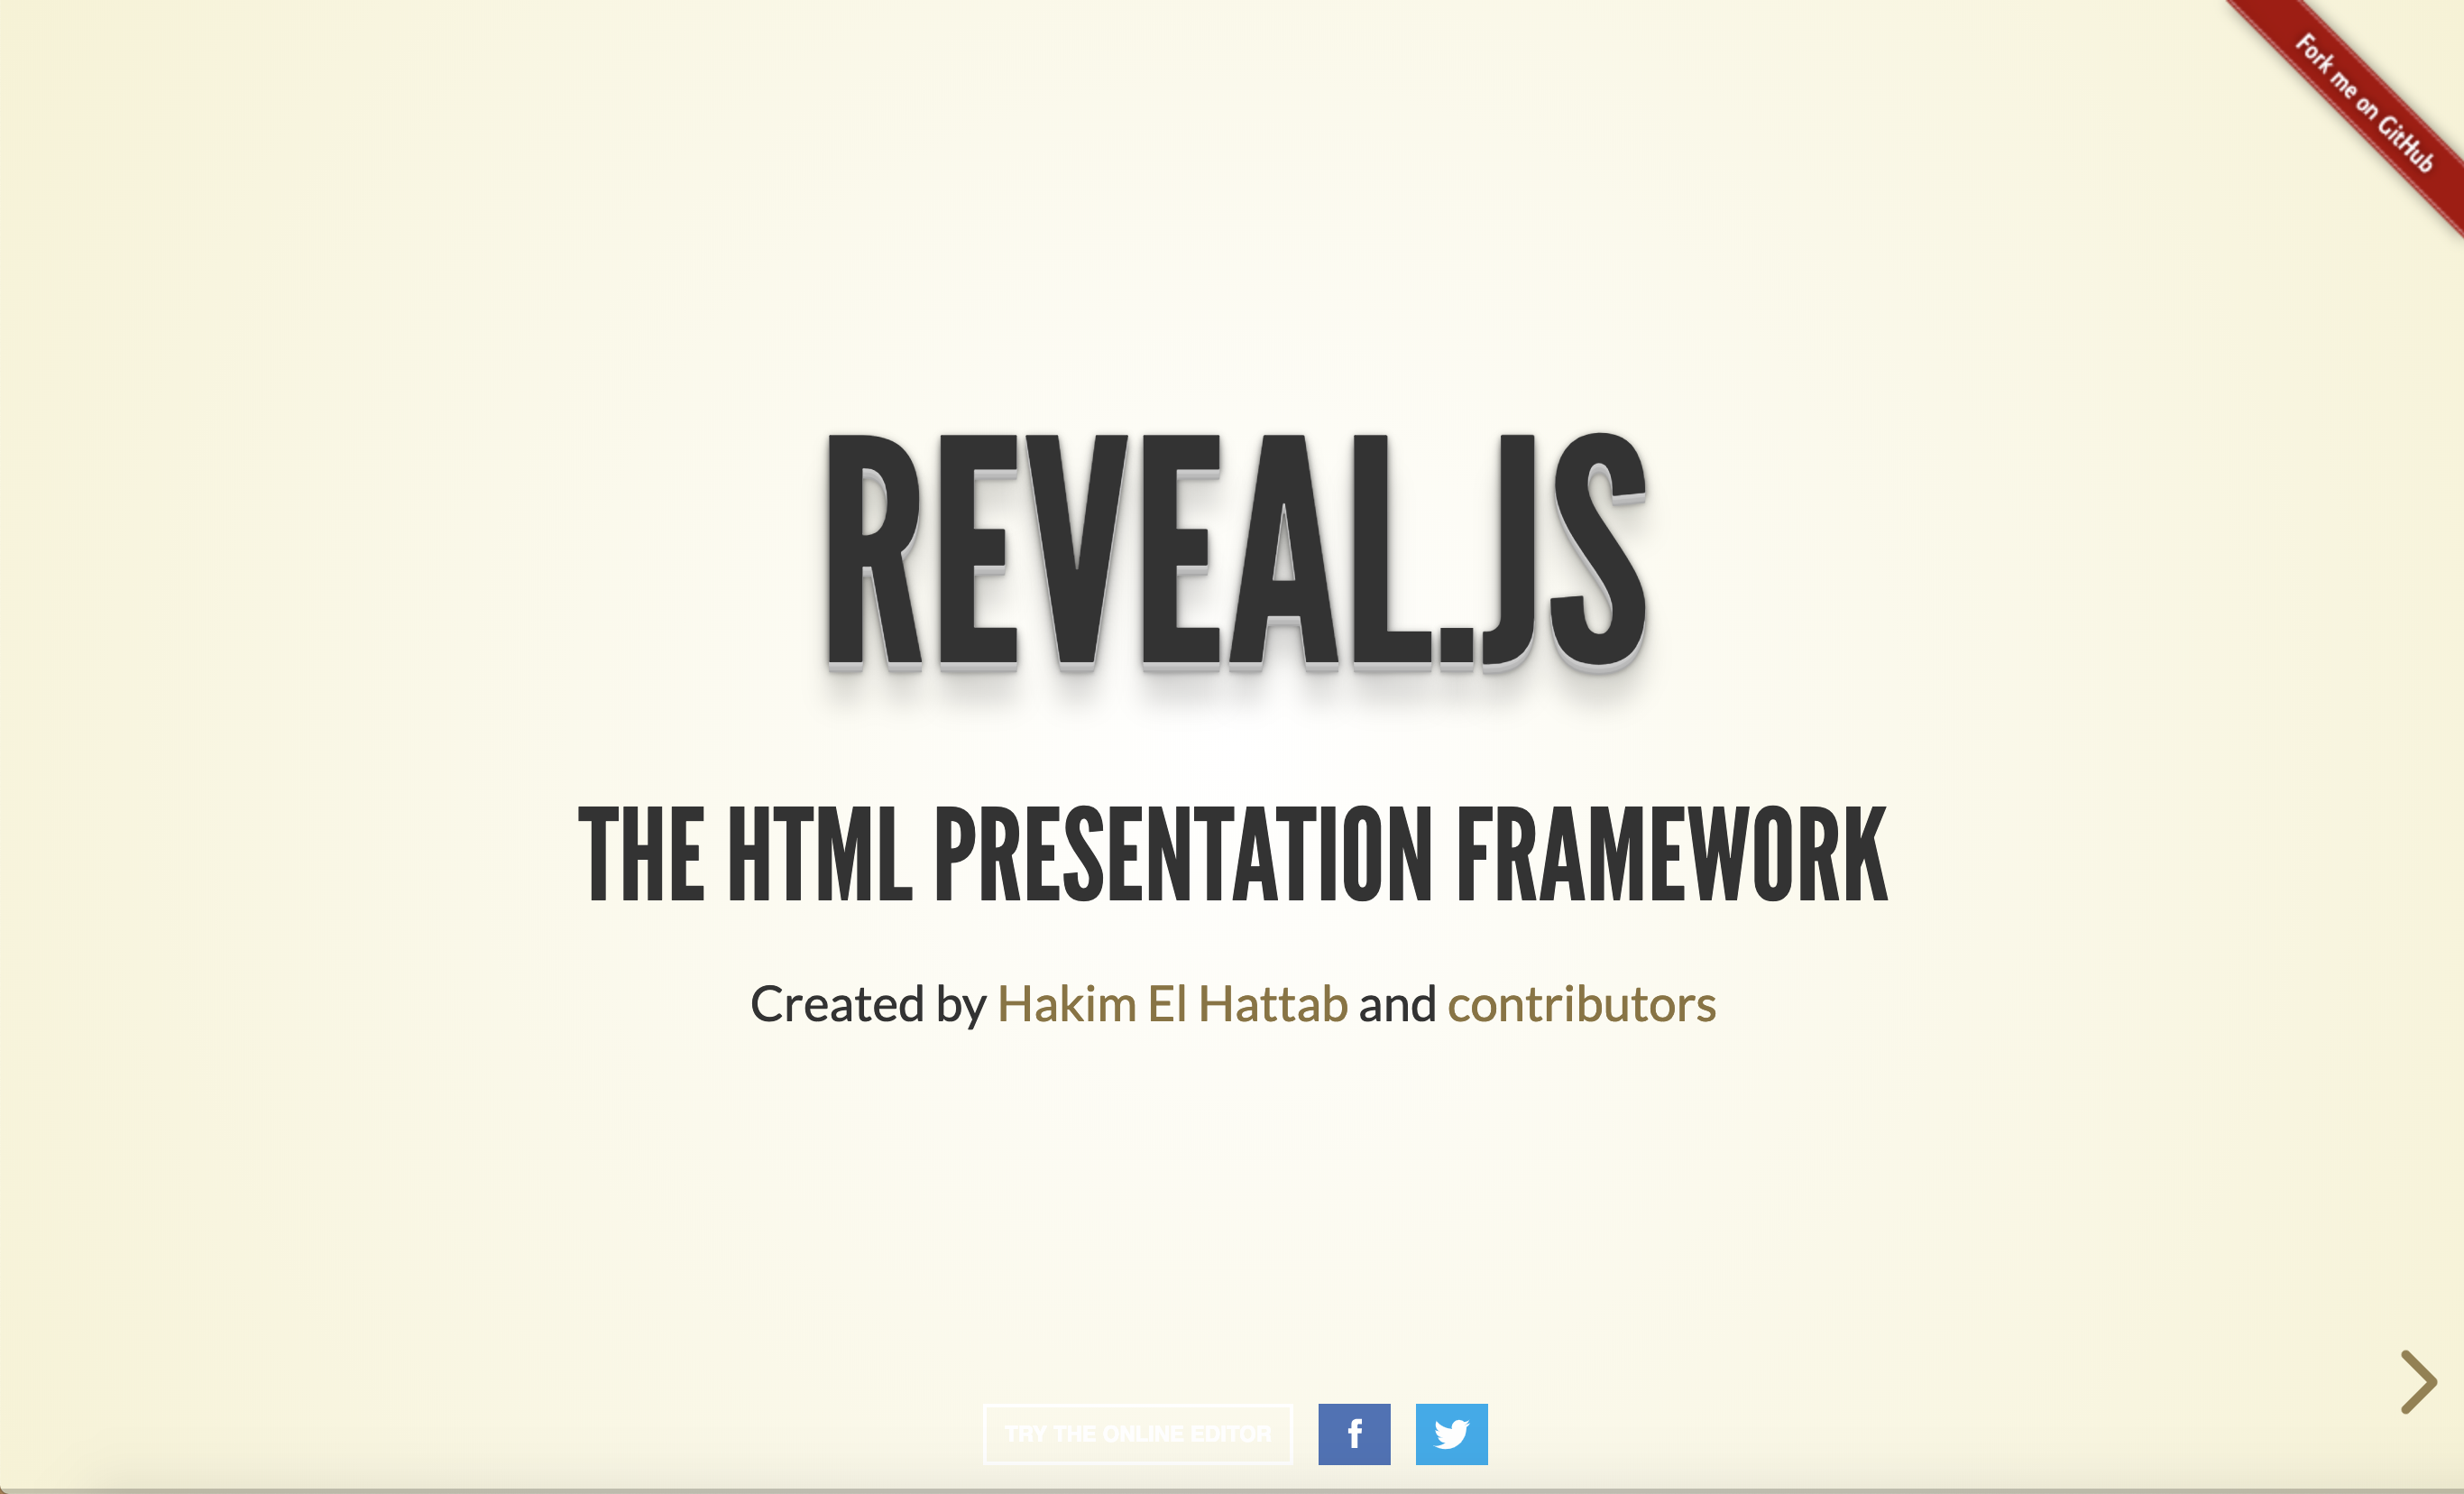 Fork me on GitHub
REVEAL.JS
THE HTML PRESENTATION FRAMEWORK
Created by Hakim El Hattab and contributors
TRY THE ONLINE EDITOR